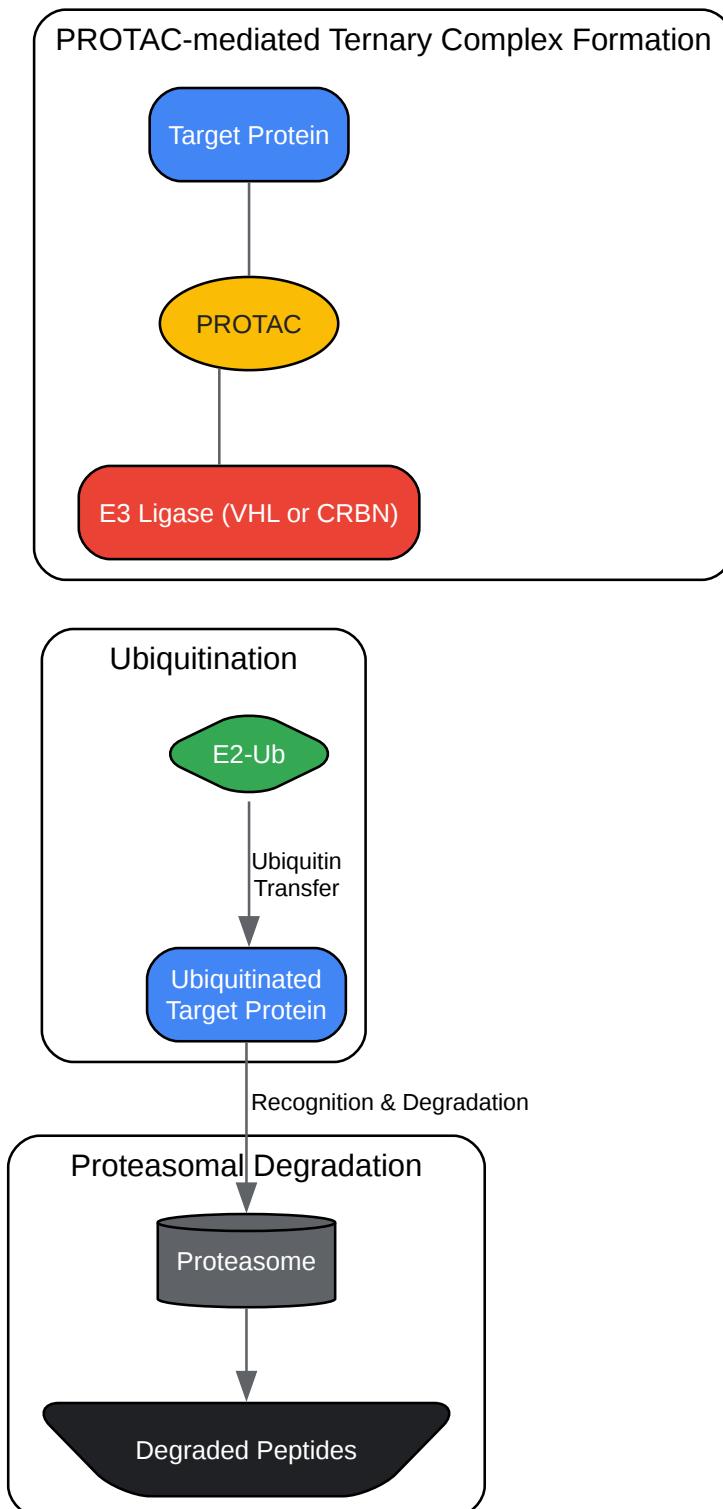 PROTAC-mediated Ternary Complex Formation
Target Protein
PROTAC
E3 Ligase (VHL or CRBN)
Ubiquitination
E2-Ub
Ubiquitin
Transfer
Ubiquitinated
Target Protein
Recognition & Degradation
Proteasomal Degradation
Proteasome
Degraded Peptides